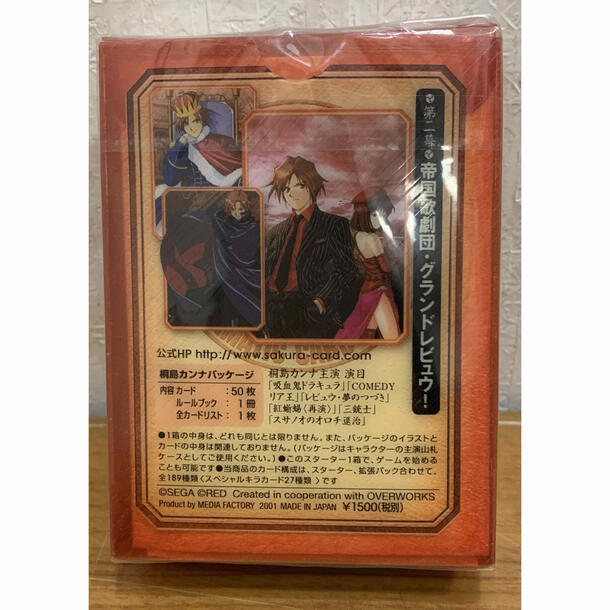 第二幕
帝国歌劇団・グランドレビュウ!
公式HP http://www.sakura-card.com
桐島カンナパッケージ
内容カード : 50枚
ルールブック : 1冊
全カードリスト : 1枚
桐島カンナ主演 演目
「吸血鬼ドラキュラ」「COMEDY
リア王」「レビュウ・夢のつづき」
「紅蜥蜴〈再演〉」「三銃士」
「スサノオのオロチ退治」
●1箱の中身は、どれも同じとは限りません。また、パッケージのイラストと
カードの中身は関連しておりません。(パッケージはキャラクターの主演山札
ケースとしてご使用ください。)●このスターター1箱で、ゲームを始める
ことも可能です●当商品のカード構成は、スターター、拡張パック合わせて、
全189種類〈スペシャルキラカード27種類〉です
©SEGA ©RED Created in cooperation with OVERWORKS
Product by MEDIA FACTORY 2001 MADE IN JAPAN ¥1500(税別)